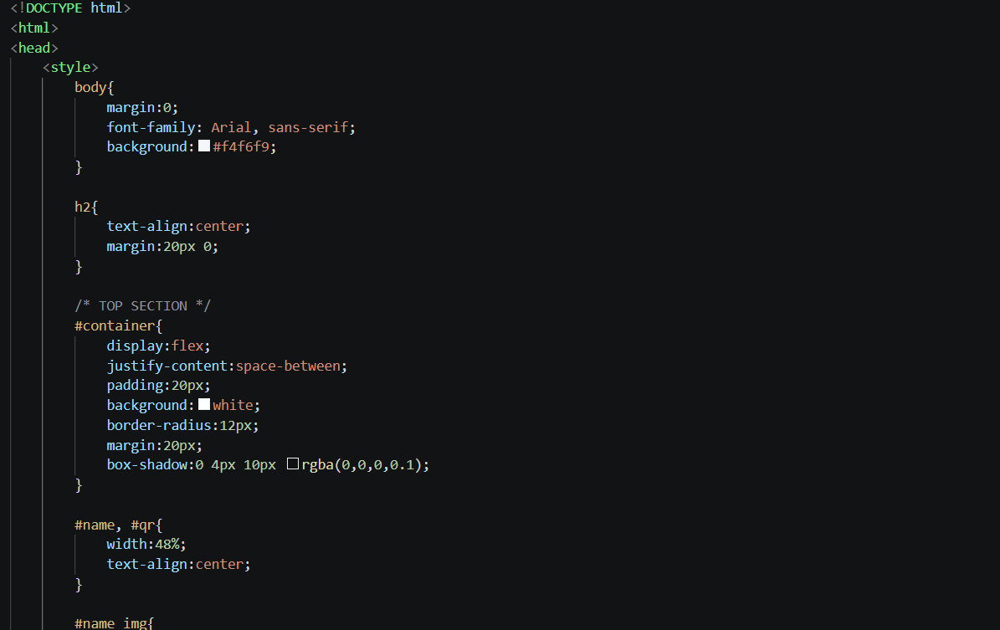 <!DOCTYPE html>
<html>
<head>
<style>
body{
margin:0;
font-family: Arial, sans-serif;
background:#f4f6f9;
}
h2{
text-align:center;
margin:20px 0;
}
/* TOP SECTION */
#container{
display:flex;
justify-content:space-between;
padding:20px;
background:white;
border-radius:12px;
margin:20px;
box-shadow:0 4px 10px rgba(0,0,0,0.1);
}
#name, #qr{
width:48%;
text-align:center;
}
#name img{